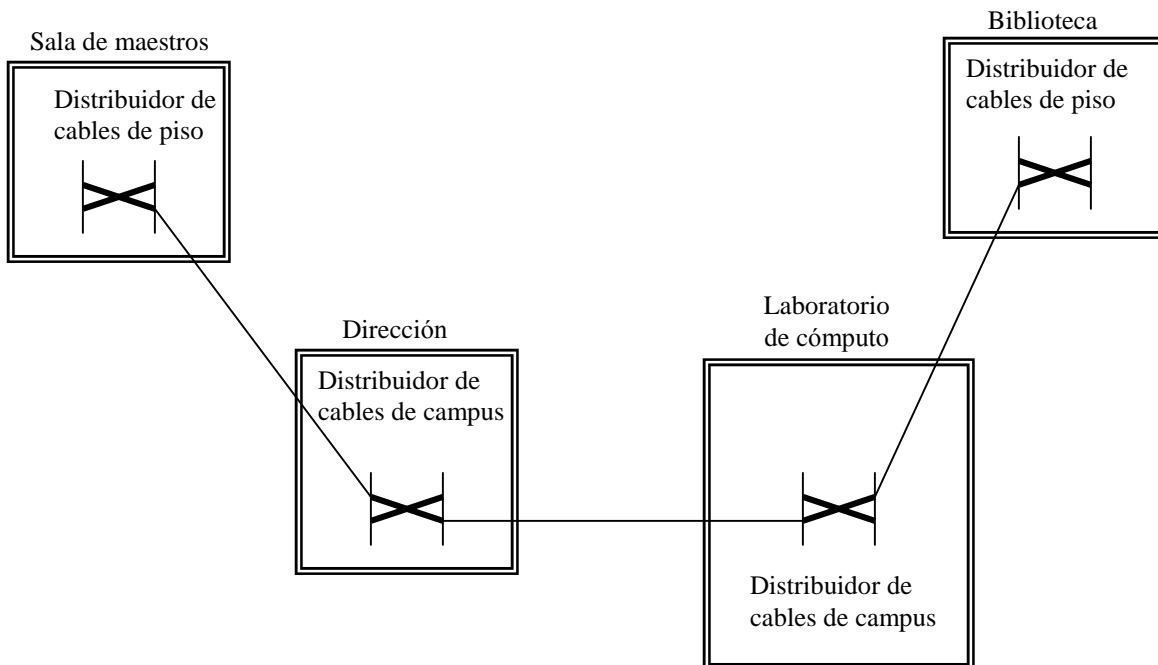 Sala de maestros
Distribuidor de
cables de piso
Biblioteca
Distribuidor de
cables de piso
Dirección
Distribuidor de
cables de campus
Laboratorio
de cómputo
Distribuidor de
cables de campus